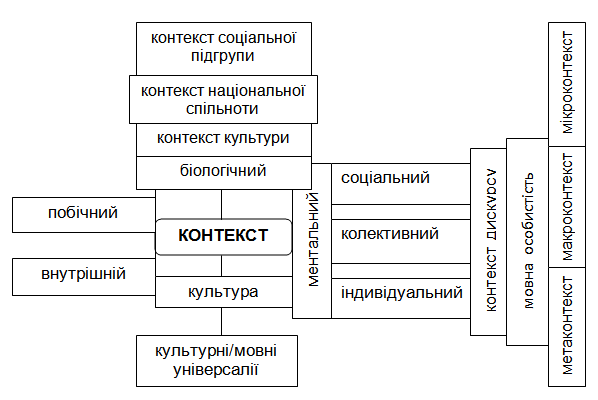 контекст соціальної
підгрупи
контекст національної
спільноти
контекст культури
біологічний
побічний
КОНТЕКСТ
внутрішній
культура
культурні/мовні
універсалії
ментальний
соціальний
колективний
індивідуальний
контекст дискурсу
мовна особистість
мікроконтекст
макроконтекст
метаконтекст